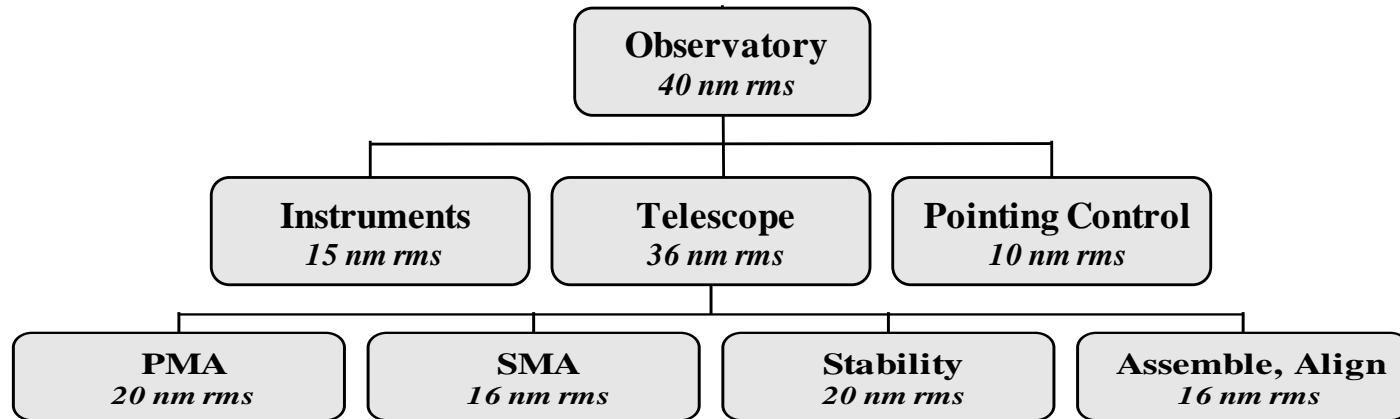 Observatory
40 nm rms
Instruments
15 nm rms
Telescope
36 nm rms
Pointing Control
10 nm rms
PMA
20 nm rms
SMA
16 nm rms
Stability
20 nm rms
Assemble, Align
16 nm rms